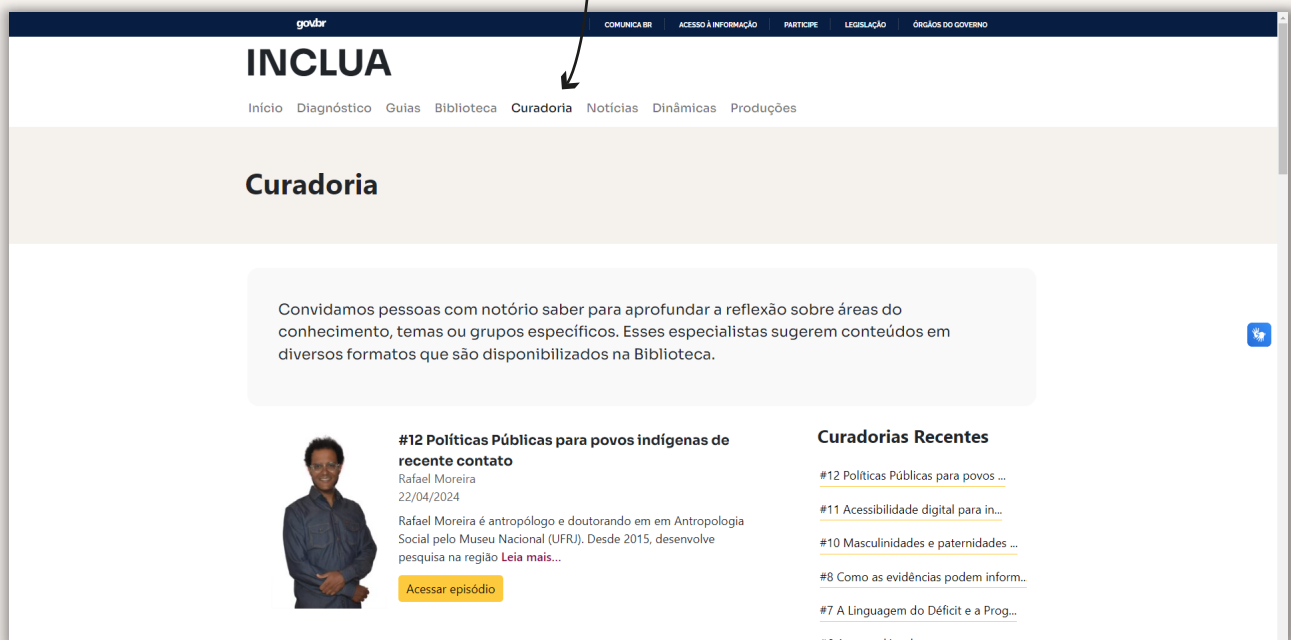 gov.br
COMUNICA BR
ACESSO À INFORMAÇÃO
PARTICIPE
LEGISLAÇÃO
ÓRGÃOS DO GOVERNO
INCLUA
Início Diagnóstico Guias Biblioteca Curadoria Notícias Dinâmicas Produções
Curadoria
Convidamos pessoas com notório saber para aprofundar a reflexão sobre áreas do
conhecimento, temas ou grupos específicos. Esses especialistas sugerem conteúdos em
diversos formatos que são disponibilizados na Biblioteca.
#12 Políticas Públicas para povos indígenas de
recente contato
Rafael Moreira
22/04/2024
Rafael Moreira é antropólogo e doutorando em em Antropologia
Social pelo Museu Nacional (UFRJ). Desde 2015, desenvolve
pesquisa na região Leia mais...
Acessar episódio
Curadorias Recentes
#12 Políticas Públicas para povos ...
#11 Acessibilidade digital para in...
#10 Masculinidades e paternidades ...
#8 Como as evidências podem inform..
#7 A Linguagem do Déficit e a Prog...